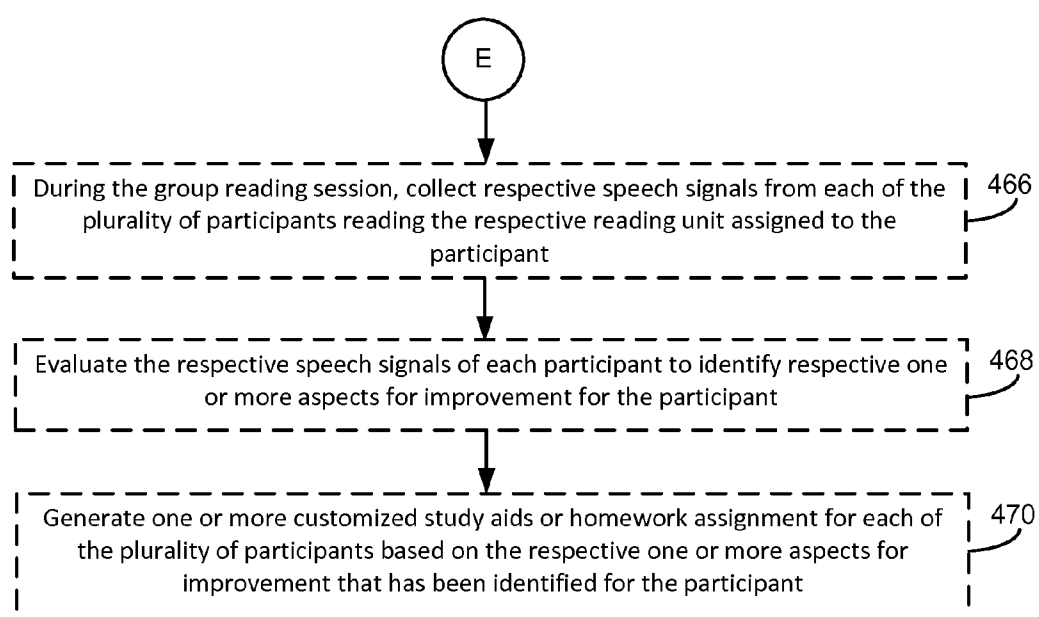 E
During the group reading session, collect respective speech signals from each of the
plurality of participants reading the respective reading unit assigned to the
participant
466
Evaluate the respective speech signals of each participant to identify respective one
or more aspects for improvement for the participant
468
Generate one or more customized study aids or homework assignment for each of
the plurality of participants based on the respective one or more aspects for
improvement that has been identified for the participant
470